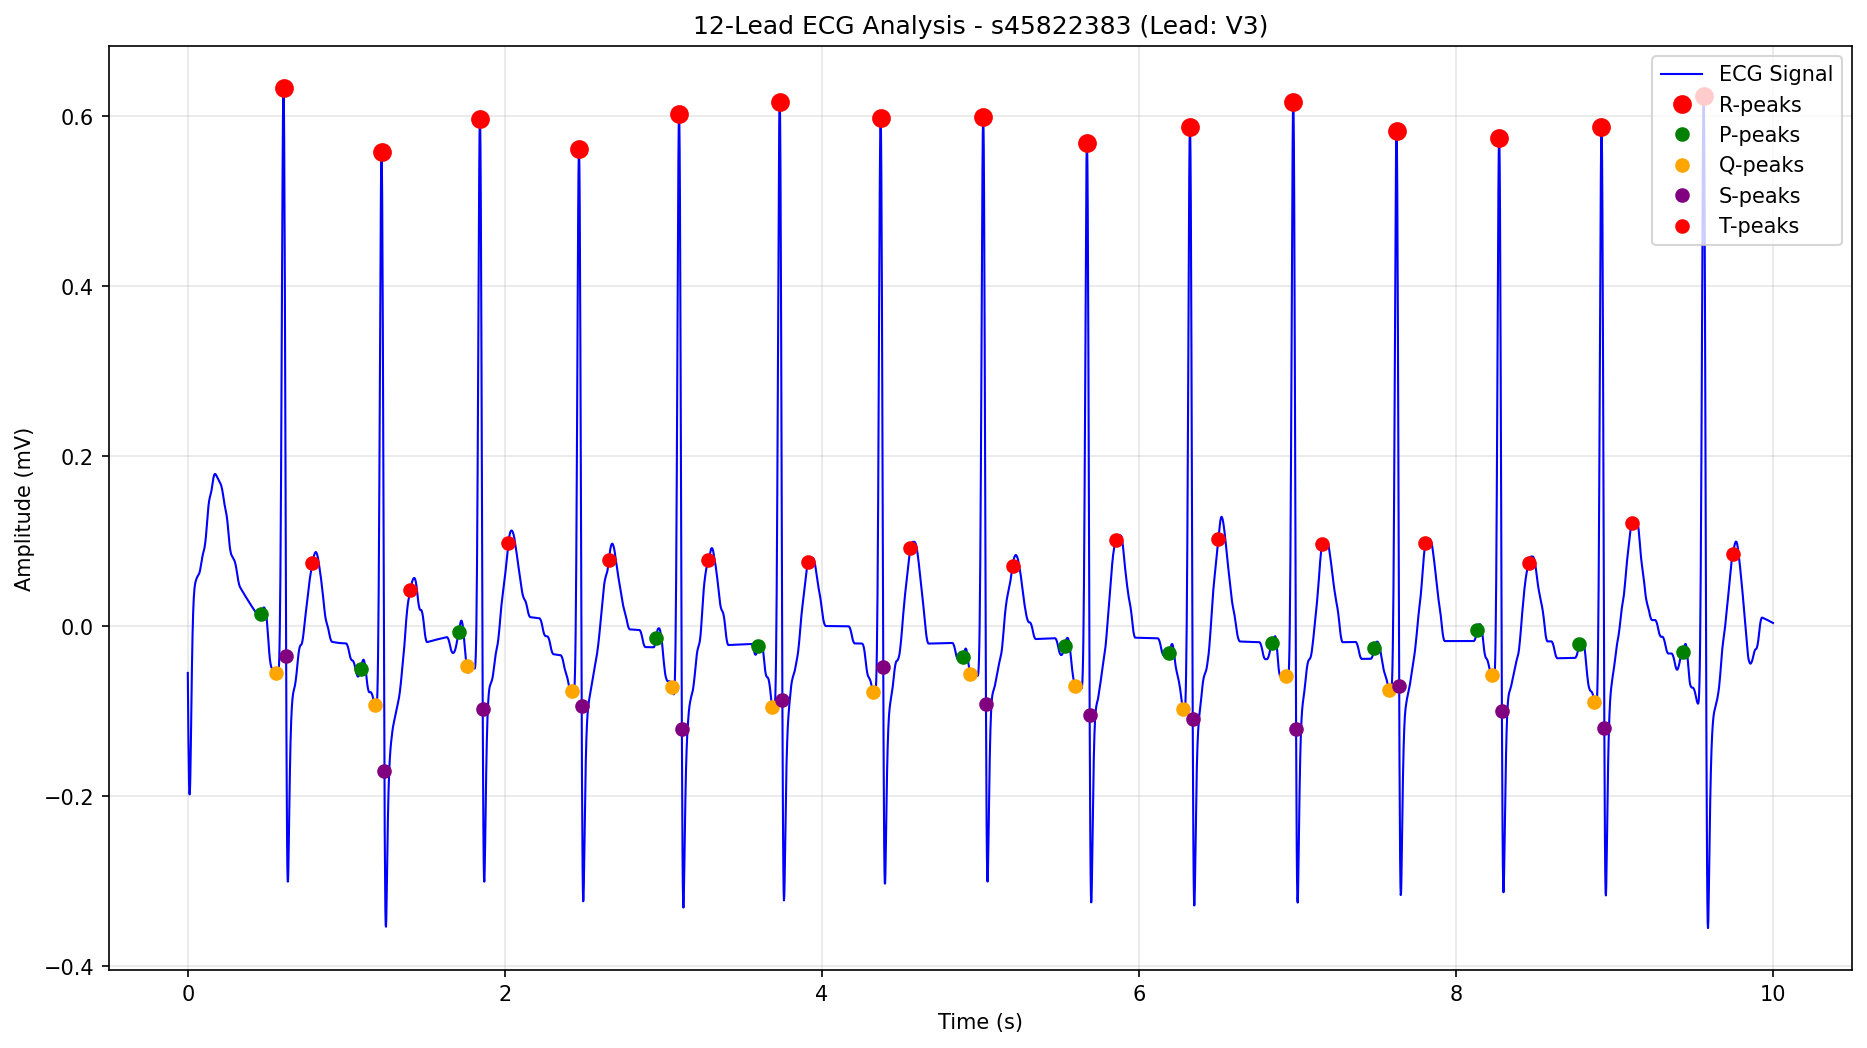 12-Lead ECG Analysis - s45822383 (Lead: V3)
ECG Signal
R-peaks
P-peaks
Q-peaks
S-peaks
T-peaks
Amplitude (mV)
0.6
0.4
0.2
0.0
−0.2
−0.4
0 2 4 6 8 10
Time (s)